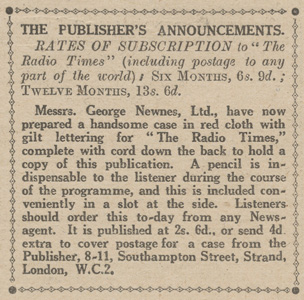 THE PUBLISHER'S ANNOUNCEMENTS.
RATES OF SUBSCRIPTION to "The
Radio Times" (including postage to any
part of the world): SIX MONTHS, 6s. 9d.;
TWELVE MONTHS, 13s. 6d.
Messrs. George Newnes, Ltd., have now
prepared a handsome case in red cloth with
gilt lettering for "The Radio Times,"
complete with cord down the back to hold a
copy of this publication. A pencil is in-
dispensable to the listener during the course
of the programme, and this is included con-
veniently in a slot at the side. Listeners
should order this to-day from any News-
agent. It is published at 2s. 6d., or send 4d
extra to cover postage for a case from the
Publisher, 8-11, Southampton Street, Strand,
London, W.C.2.